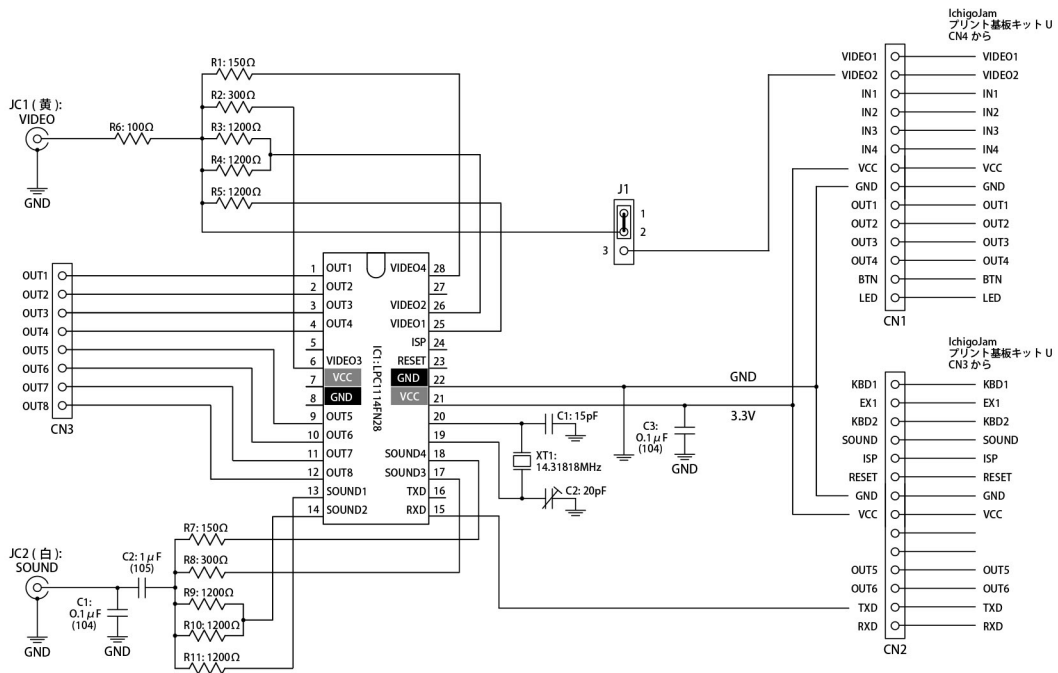 IchigoJam
プリント基板キット U
CN4 から
VIDEO1
VIDEO1
VIDEO2
VIDEO2
IN1
IN1
IN2
IN2
IN3
IN3
IN4
IN4
VCC
VCC
GND
GND
OUT1
OUT1
OUT2
OUT2
OUT3
OUT3
OUT4
OUT4
BTN
BTN
LED
LED
CN1
R1: 150Ω
R2: 300Ω
R3: 1200Ω
R4: 1200Ω
R5: 1200Ω
R6: 100Ω
JC1 ( 黄 ):
VIDEO
GND
J1
1
2
3
OUT1
OUT2
OUT3
OUT4
OUT5
OUT6
OUT7
OUT8
CN3
IC1: LPC1114FN28
1 OUT1
2 OUT2
3 OUT3
4 OUT4
5
6 VIDEO3
7 VCC
8 GND
9 OUT5
10 OUT6
11 OUT7
12 OUT8
13 SOUND1
14 SOUND2
VIDEO4 28
27
VIDEO2 26
VIDEO1 25
ISP 24
RESET 23
GND 22
VCC 21
20
19
SOUND4 18
SOUND3 17
TXD 16
RXD 15
GND
3.3V
C1: 15pF
XT1:
14.31818MHz
C2: 20pF
C3:
0.1μF
(104)
GND
IchigoJam
プリント基板キット U
CN3 から
KBD1
KBD1
EX1
EX1
KBD2
KBD2
SOUND
SOUND
ISP
ISP
RESET
RESET
GND
GND
VCC
VCC
OUT5
OUT5
OUT6
OUT6
TXD
TXD
RXD
RXD
CN2
JC2 ( 白 ):
SOUND
GND
C1:
0.1μF
(104)
GND
C2: 1μF
(105)
R7: 150Ω
R8: 300Ω
R9: 1200Ω
R10: 1200Ω
R11: 1200Ω